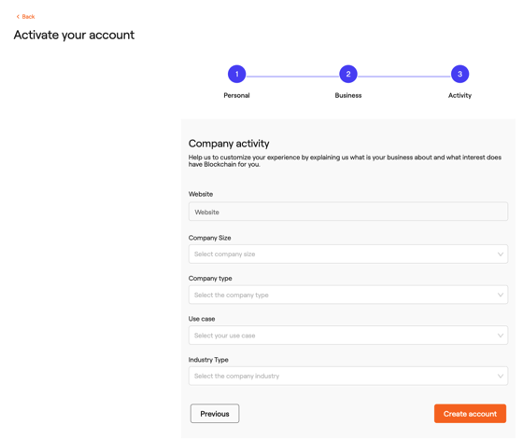 Back
Activate your account
1 2 3
Personal Business Activity
Company activity
Help us to customize your experience by explaining us what is your business about and what interest does
have Blockchain for you.
Website
Website
Company Size
Select company size
Company type
Select the company type
Use case
Select your use case
Industry Type
Select the company industry
Previous Create account